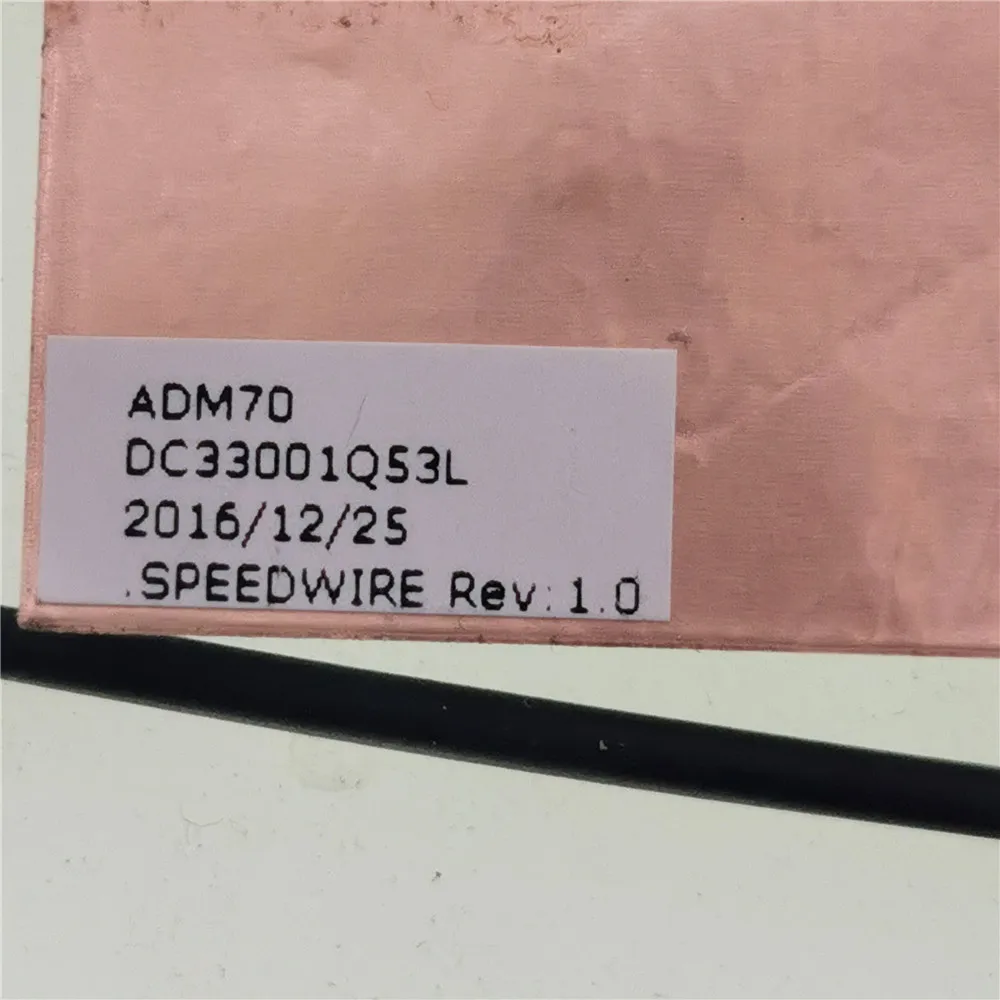 ADM70
DC33001Q53L
2016/12/25
.SPEEDWIRE Rev:1.0